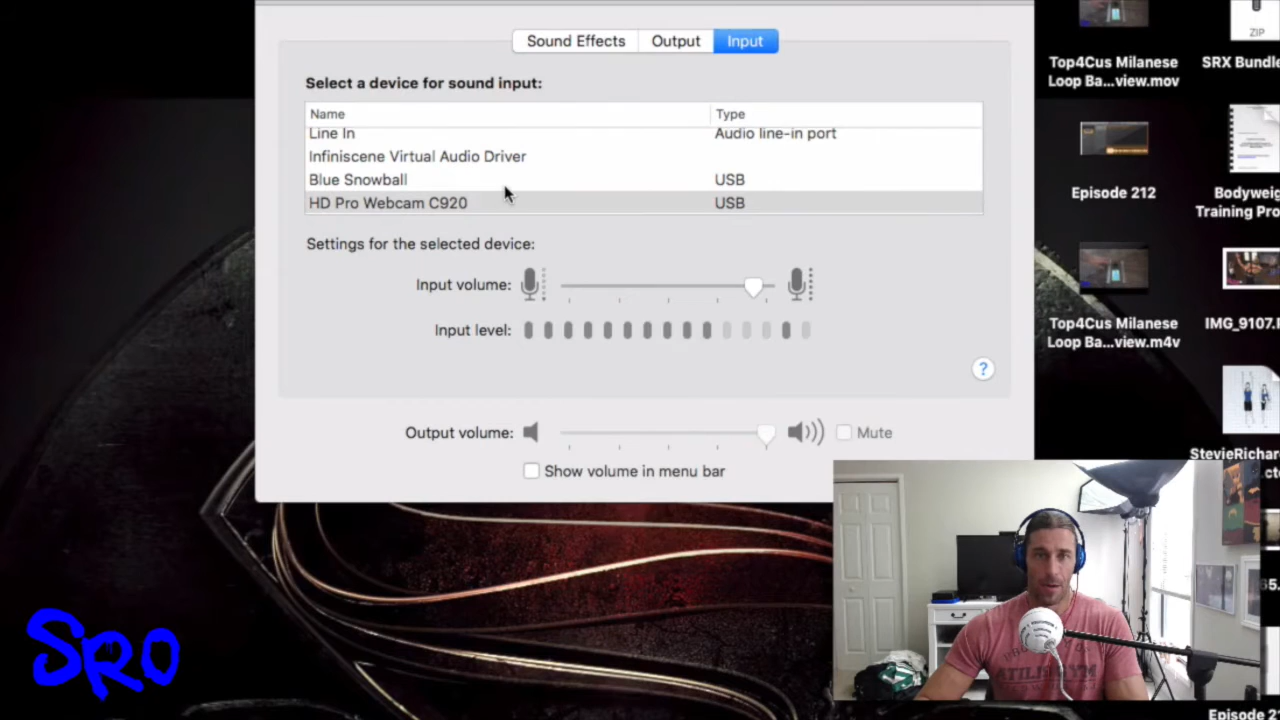 Sound Effects
Output
Input
Select a device for sound input:
Name
Type
Line In
Audio line-in port
Infiniscene Virtual Audio Driver
Blue Snowball
USB
HD Pro Webcam C920
USB
Settings for the selected device:
Input volume:
Input level:
?
Output volume:
Mute
Show volume in menu bar
Top4Cus Milanese
Loop Ba...view.mov
ZIP
SRX Bundle
Episode 212
Bodyweig
Training Pro
Top4Cus Milanese
Loop Ba...view.m4v
IMG_9107.
StevieRichar
Episode 2
SRO